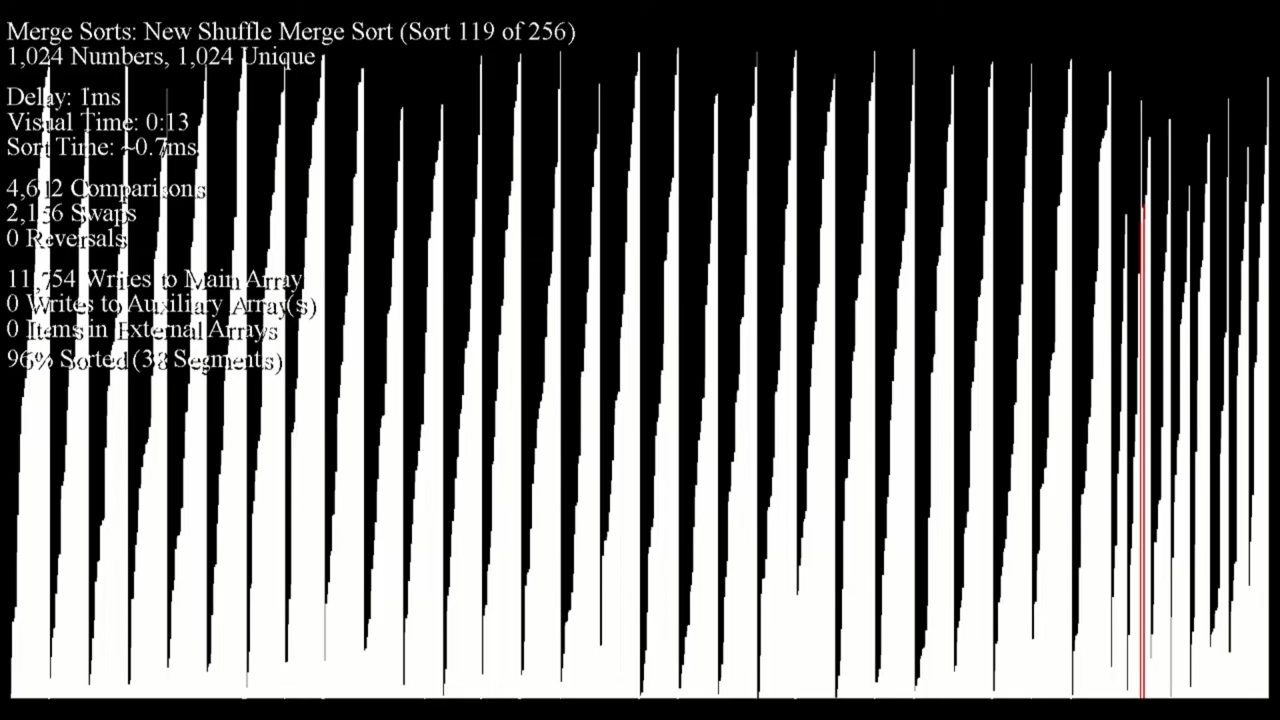 Merge Sorts: New Shuffle Merge Sort (Sort 119 of 256)
1,024 Numbers, 1,024 Unique
Delay: 1ms
Visual Time: 0:13
Sort Time: ~0.7ms
4,612 Comparisons
2,156 Swaps
0 Reversals
11,754 Writes to Main Array
0 Writes to Auxiliary Array(s)
0 Items in External Arrays
96% Sorted (38 Segments)